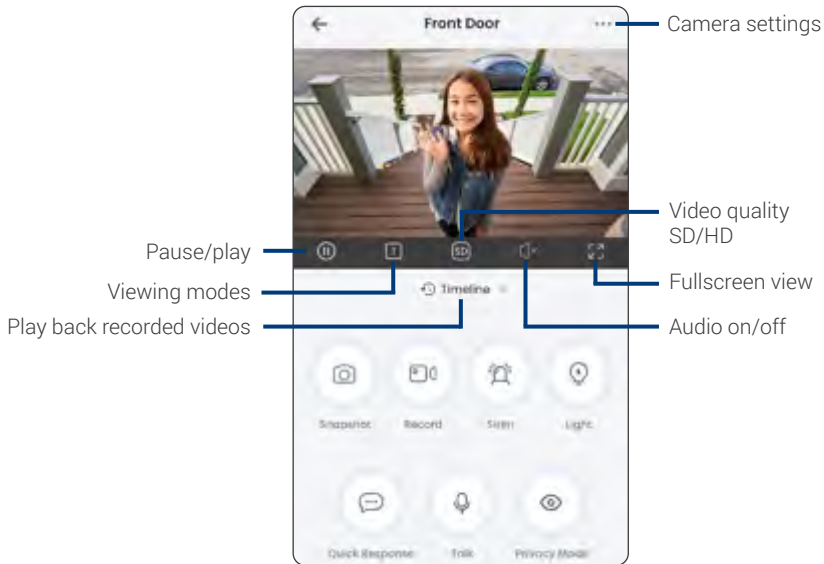 Front Door
Camera settings
Video quality
SD/HD
Pause/play
SD
Viewing modes
Fullscreen view
Timeline
Play back recorded videos
Audio on/off
Snapshot
Record
Siren
Light
Quick Response
Talk
Privacy Mode